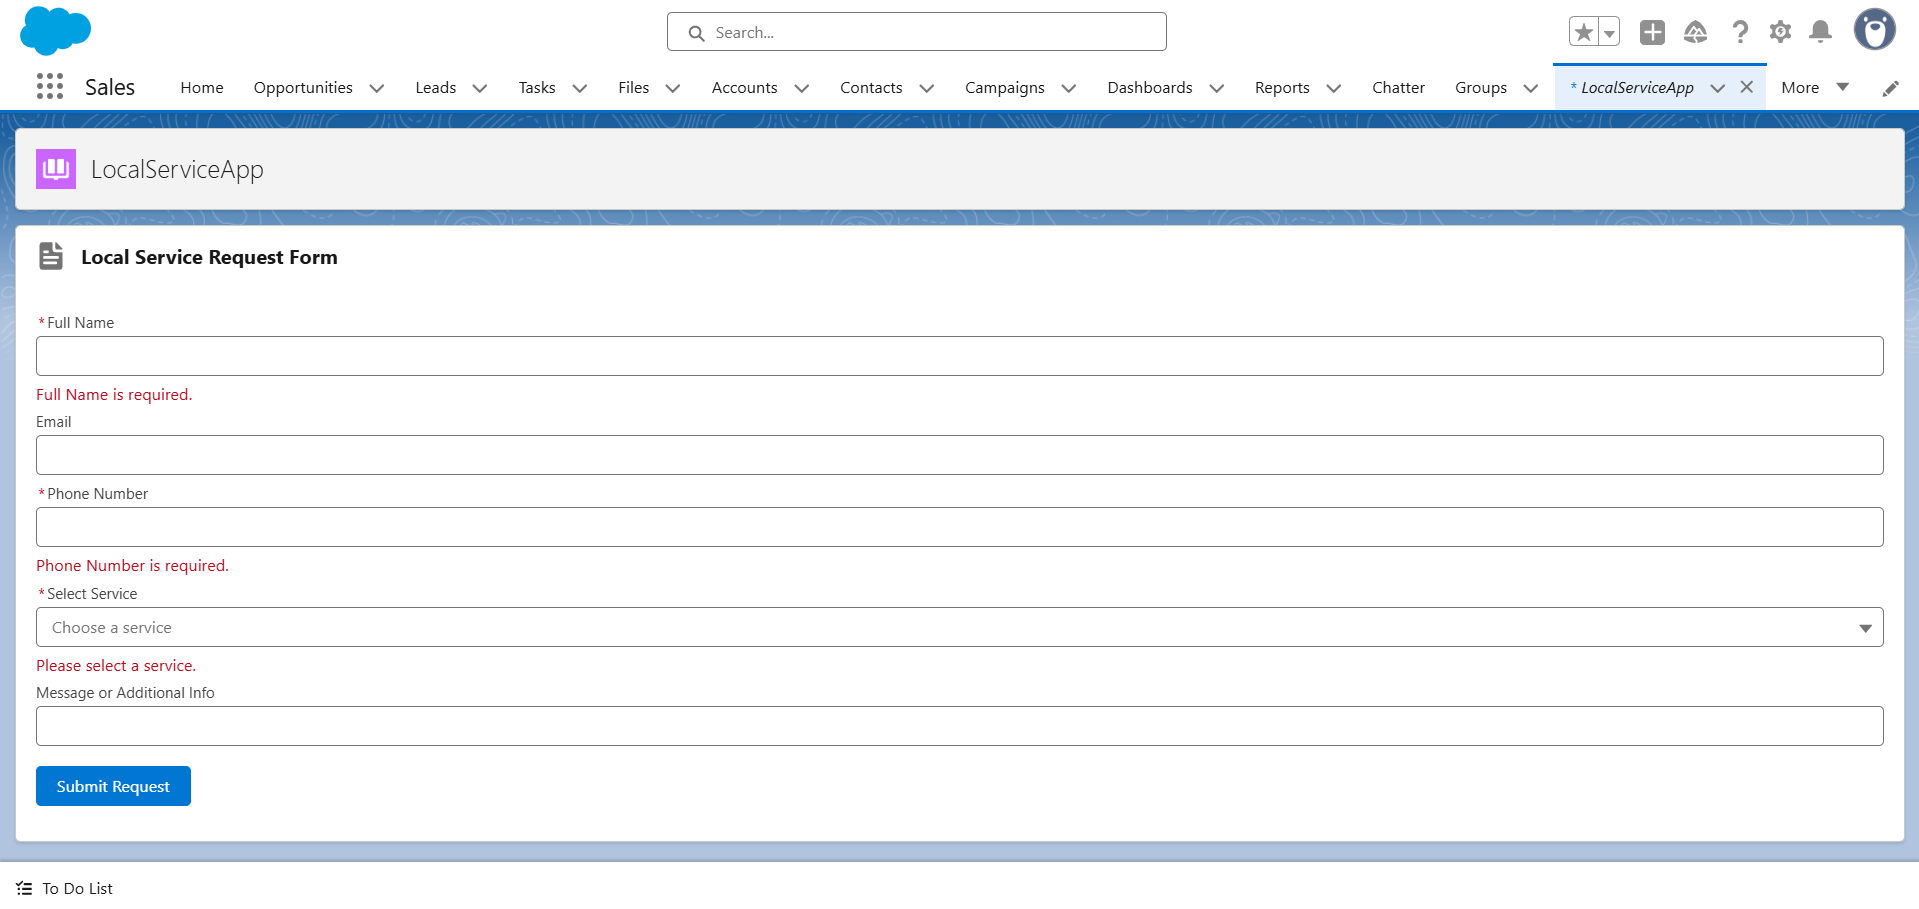 Search...
Sales Home Opportunities Leads Tasks Files Accounts Contacts Campaigns Dashboards Reports Chatter Groups * LocalServiceApp More
LocalServiceApp
Local Service Request Form
*Full Name
Full Name is required.
Email
*Phone Number
Phone Number is required.
*Select Service
Choose a service
Please select a service.
Message or Additional Info
Submit Request
To Do List